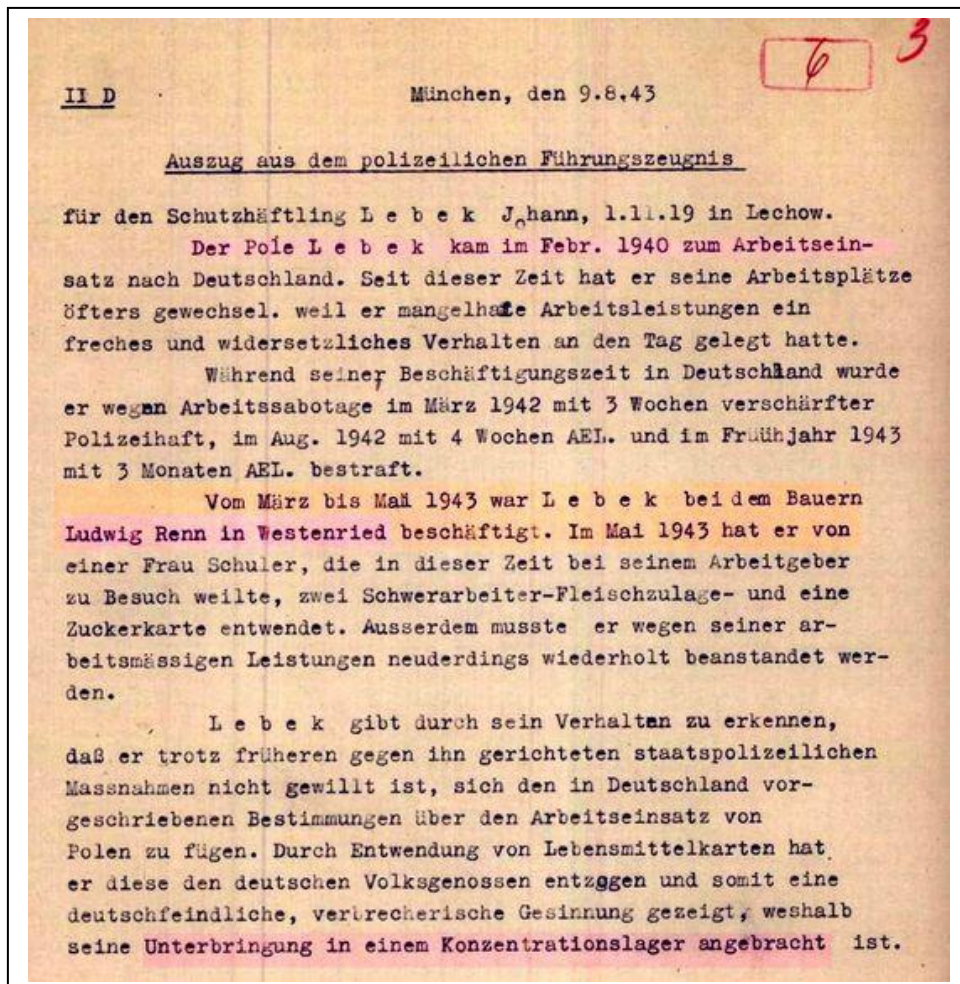 6 3
II D München, den 9.8.43
Auszug aus dem polizeilichen Führungszeugnis
für den Schutzhäftling L e b e k Johann, 1.11.19 in Lechow.
Der Pole L e b e k kam im Febr. 1940 zum Arbeitsein-
satz nach Deutschland. Seit dieser Zeit hat er seine Arbeitsplätze
öfters gewechsel. weil er mangelhafte Arbeitsleistungen ein
freches und widersetzliches Verhalten an den Tag gelegt hatte.
Während seiner Beschäftigungszeit in Deutschland wurde
er wegen Arbeitssabotage im März 1942 mit 3 Wochen verschärfter
Polizeihaft, im Aug. 1942 mit 4 Wochen AEL. und im Fruühjahr 1943
mit 3 Monaten AEL. bestraft.
Vom März bis Mai 1943 war L e b e k bei dem Bauern
Ludwig Renn in Westenried beschäftigt. Im Mai 1943 hat er von
einer Frau Schuler, die in dieser Zeit bei seinem Arbeitgeber
zu Besuch weilte, zwei Schwerarbeiter-Fleischzulage- und eine
Zuckerkarte entwendet. Ausserdem musste er wegen seiner ar-
beitsmässigen Leistungen neuderdings wiederholt beanstandet wer-
den.
L e b e k gibt durch sein Verhalten zu erkennen,
daß er trotz früheren gegen ihn gerichteten staatspolizeilichen
Massnahmen nicht gewillt ist, sich den in Deutschland vor-
geschriebenen Bestimmungen über den Arbeitseinsatz von
Polen zu fügen. Durch Entwendung von Lebensmittelkarten hat
er diese den deutschen Volksgenossen entzogen und somit eine
deutschfeindliche, verbrecherische Gesinnung gezeigt, weshalb
seine Unterbringung in einem Konzentrationslager angebracht ist.